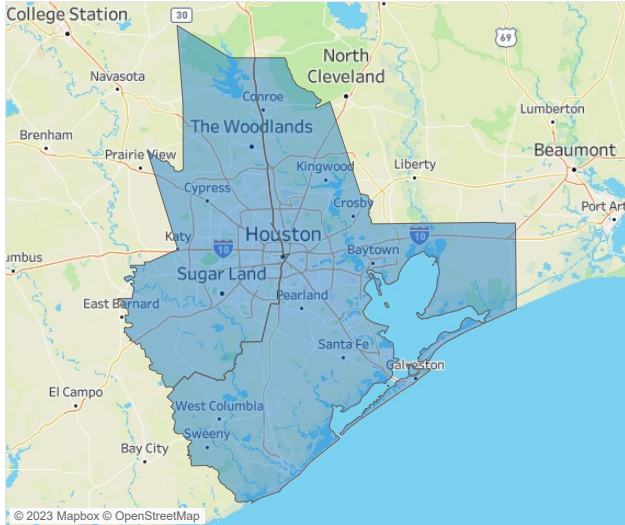 College Station
30
69
North
Cleveland
Navasota
Conroe
Lumberton
The Woodlands
Brenham
Prairie View
Beaumont
Kingwood
Liberty
Cypress
Crosby
Port Art
Katy
Houston
10
10
Baytown
umbus
Sugar Land
East Bernard
Pearland
Santa Fe
Galveston
El Campo
West Columbia
Sweeny
Bay City
© 2023 Mapbox © OpenStreetMap